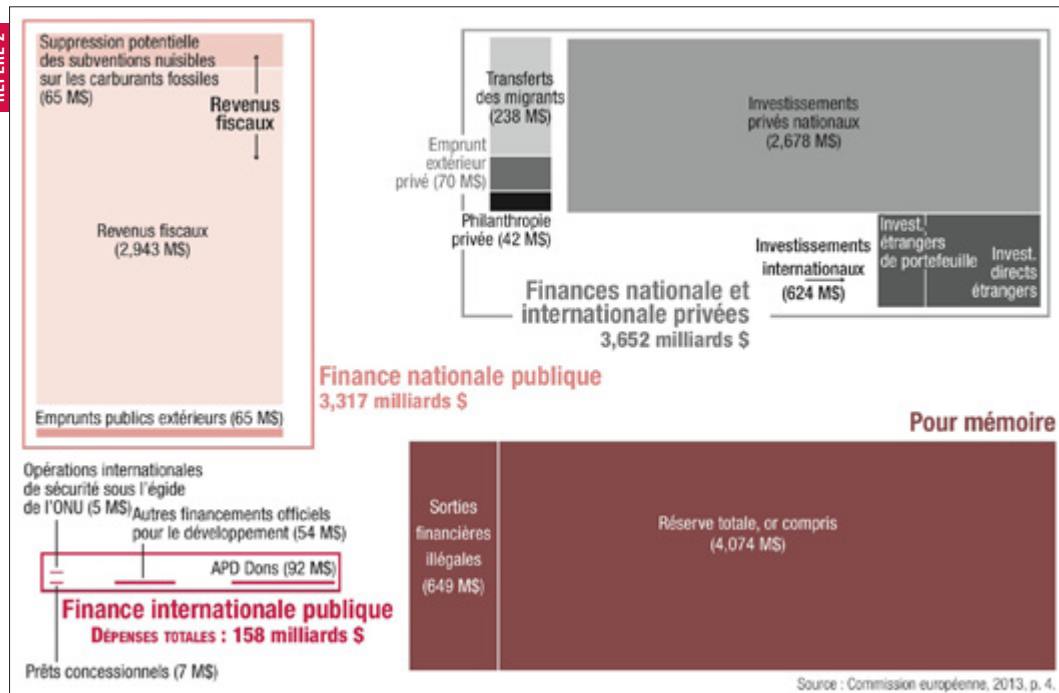 REPÈRE 2
Suppression potentielle
des subventions nuisibles
sur les carburants fossiles
(65 M$)
Revenus
fiscaux
Revenus fiscaux
(2,943 M$)
Emprunts publics extérieurs (65 M$)
Finance nationale publique
3,317 milliards $
Transferts
des migrants
(238 M$)
Emprunt
extérieur
privé (70 M$)
Philanthropie
privée (42 M$)
Investissements
privés nationaux
(2,678 M$)
Investissements
internationaux
(624 M$)
Invest.
étrangers
de portefeuille
Invest.
directs
étrangers
Finances nationale et
internationale privées
3,652 milliards $
Opérations internationales
de sécurité sous l'égide
de l'ONU (5 M$)
Autres financements officiels
pour le développement (54 M$)
APD Dons (92 M$)
Finance internationale publique
DÉPENSES TOTALES : 158 milliards $
Prêts concessionnels (7 M$)
Pour mémoire
Sorties
financières
illégales
(649 M$)
Réserve totale, or compris
(4,074 M$)
Source : Commission européenne, 2013, p. 4.